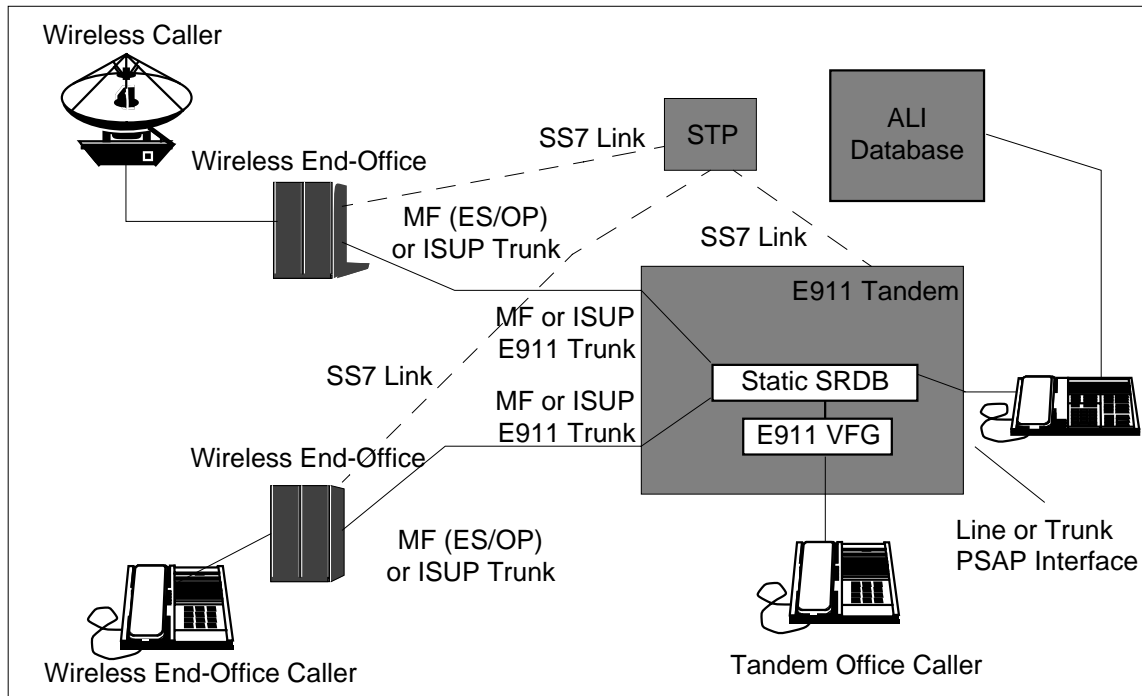 Wireless Caller
STP
ALI
Database
SS7 Link
Wireless End-Office
MF (ES/OP)
or ISUP Trunk
SS7 Link
E911 Tandem
MF or ISUP
E911 Trunk
SS7 Link
Static SRDB
MF or ISUP
E911 Trunk
E911 VFG
Wireless End-Office
MF (ES/OP)
or ISUP Trunk
Line or Trunk
PSAP Interface
Wireless End-Office Caller
Tandem Office Caller